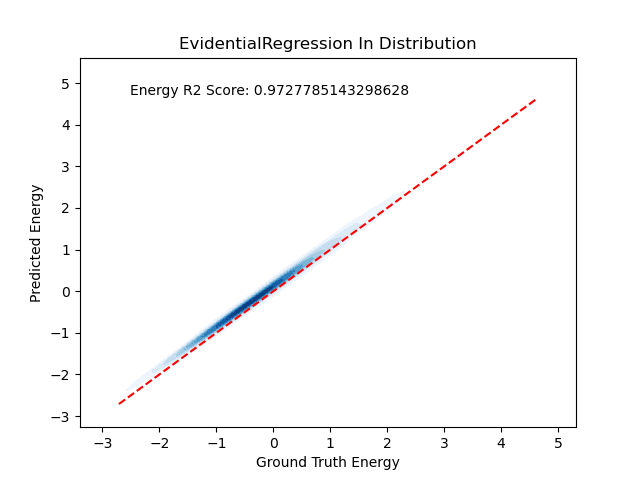 EvidentialRegression In Distribution
Energy R2 Score: 0.9727785143298628
Predicted Energy
5
4
3
2
1
0
−1
−2
−3
−3 −2 −1 0 1 2 3 4 5
Ground Truth Energy